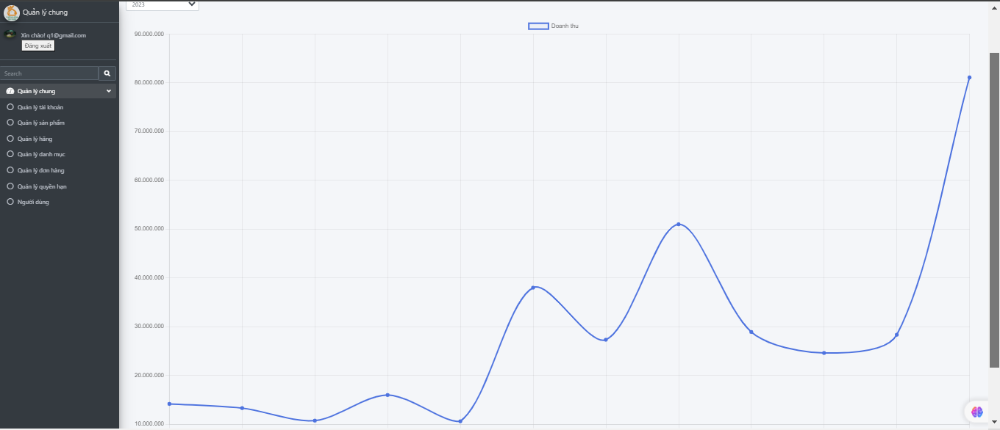 Quản lý chung
Xin chào! q1@gmail.com
Đăng xuất
Search
Quản lý chung
Quản lý tài khoản
Quản lý sản phẩm
Quản lý hãng
Quản lý danh mục
Quản lý đơn hàng
Quản lý quyền hạn
Người dùng
2023
Doanh thu
90.000.000
80.000.000
70.000.000
60.000.000
50.000.000
40.000.000
30.000.000
20.000.000
10.000.000